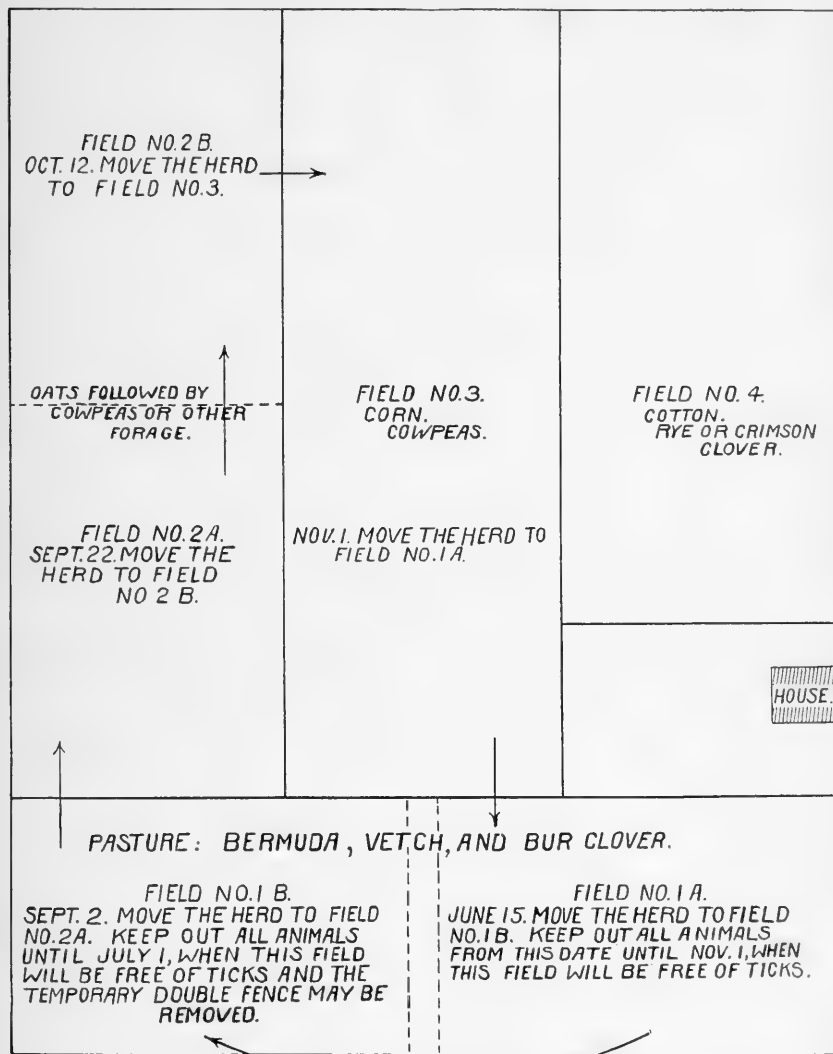 FIELD NO. 2 B.
OCT. 12. MOVE THE HERD
TO FIELD NO. 3.
OATS FOLLOWED BY
COWPEAS OR OTHER
FORAGE.
FIELD NO. 2A.
SEPT. 22. MOVE THE
HERD TO FIELD
NO 2 B.
FIELD NO. 3.
CORN.
COWPEAS.
NOV. 1. MOVE THE HERD TO
FIELD NO. 1A.
FIELD NO. 4.
COTTON.
RYE OR CRIMSON
CLOVER.
HOUSE.
PASTURE: BERMUDA, VETCH, AND BUR CLOVER.
FIELD NO. 1 B.
SEPT. 2. MOVE THE HERD TO FIELD
NO. 2A. KEEP OUT ALL ANIMALS
UNTIL JULY 1, WHEN THIS FIELD
WILL BE FREE OF TICKS AND THE
TEMPORARY DOUBLE FENCE MAY BE
REMOVED.
FIELD NO. 1 A.
JUNE 15. MOVE THE HERD TO FIELD
NO. 1B. KEEP OUT ALL ANIMALS
FROM THIS DATE UNTIL NOV. 1, WHEN
THIS FIELD WILL BE FREE OF TICKS.